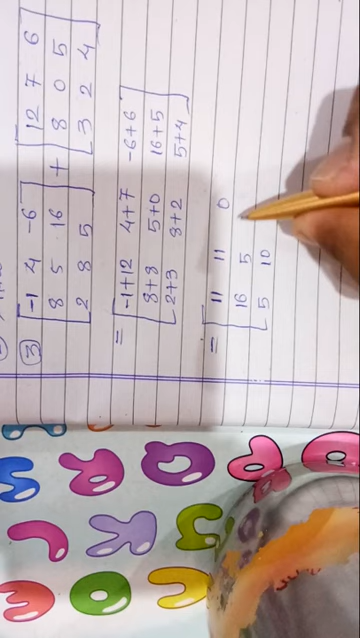 ③ [-1 4 -6 8 5 16 2 8 5] + [12 7 6 8 0 5 3 2 4]
= [-1+12 4+7 -6+6
8+8 5+0 16+5
2+3 8+2 5+4]
= [11 11 0
16 5
5 10